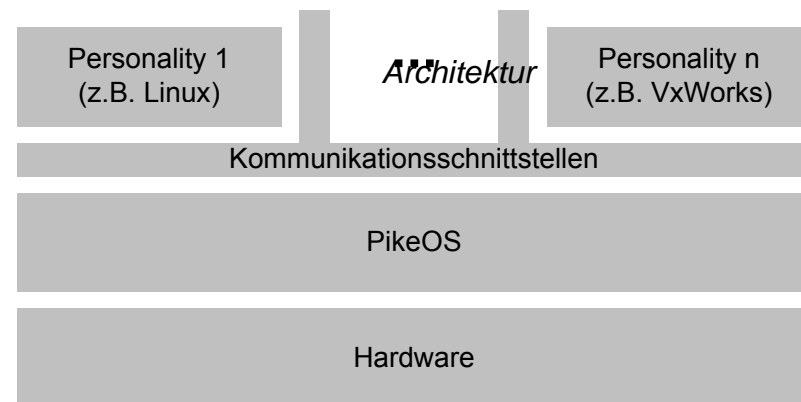 Personality 1
(z.B. Linux)
...
Architektur
Personality n
(z.B. VxWorks)
Kommunikationsschnittstellen
PikeOS
Hardware